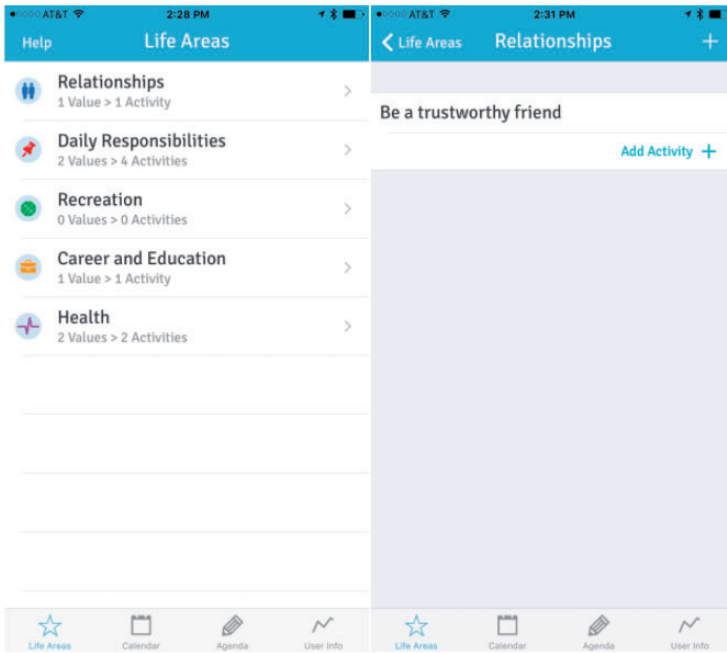 AT&T 2:28 PM
Help Life Areas
Relationships
1 Value > 1 Activity
Daily Responsibilities
2 Values > 4 Activities
Recreation
0 Values > 0 Activities
Career and Education
1 Value > 1 Activity
Health
2 Values > 2 Activities
Life Areas Calendar Agenda User Info
AT&T 2:31 PM
Life Areas Relationships +
Be a trustworthy friend
Add Activity +
Life Areas Calendar Agenda User Info